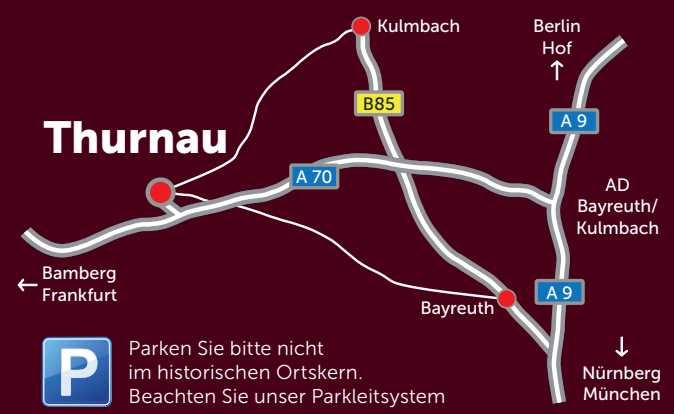 Kulmbach
Berlin
Hof
↑
B85
A 9
Thurnau
A 70
AD
Bayreuth/
Kulmbach
←
Bamberg
Frankfurt
A 9
Bayreuth
↓
Nürnberg
München
P
Parken Sie bitte nicht
im historischen Ortskern.
Beachten Sie unser Parkleitsystem